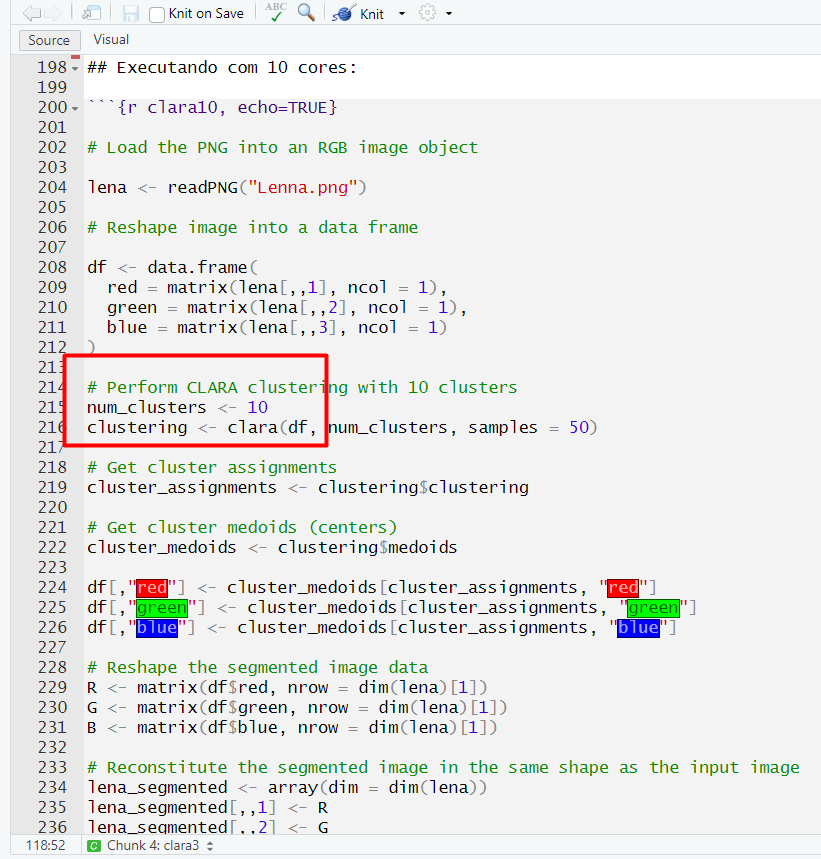 Knit on Save ABC Knit
Source Visual
198 ## Executando com 10 cores:
199
200 ```{r clara10, echo=TRUE}
201
202 # Load the PNG into an RGB image object
203
204 lena <- readPNG("Lenna.png")
205
206 # Reshape image into a data frame
207
208 df <- data.frame(
209   red = matrix(lena[,,1], ncol = 1),
210   green = matrix(lena[,,2], ncol = 1),
211   blue = matrix(lena[,,3], ncol = 1)
212 )
213
214 # Perform CLARA clustering with 10 clusters
215 num_clusters <- 10
216 clustering <- clara(df, num_clusters, samples = 50)
217
218 # Get cluster assignments
219 cluster_assignments <- clustering$clustering
220
221 # Get cluster medoids (centers)
222 cluster_medoids <- clustering$medoids
223
224 df[,"red"] <- cluster_medoids[cluster_assignments, "red"]
225 df[,"green"] <- cluster_medoids[cluster_assignments, "green"]
226 df[,"blue"] <- cluster_medoids[cluster_assignments, "blue"]
227
228 # Reshape the segmented image data
229 R <- matrix(df$red, nrow = dim(lena)[1])
230 G <- matrix(df$green, nrow = dim(lena)[1])
231 B <- matrix(df$blue, nrow = dim(lena)[1])
232
233 # Reconstitute the segmented image in the same shape as the input image
234 lena_segmented <- array(dim = dim(lena))
235 lena_segmented[,,1] <- R
236 lena_segmented[,,2] <- G
118:52 C Chunk 4: clara3